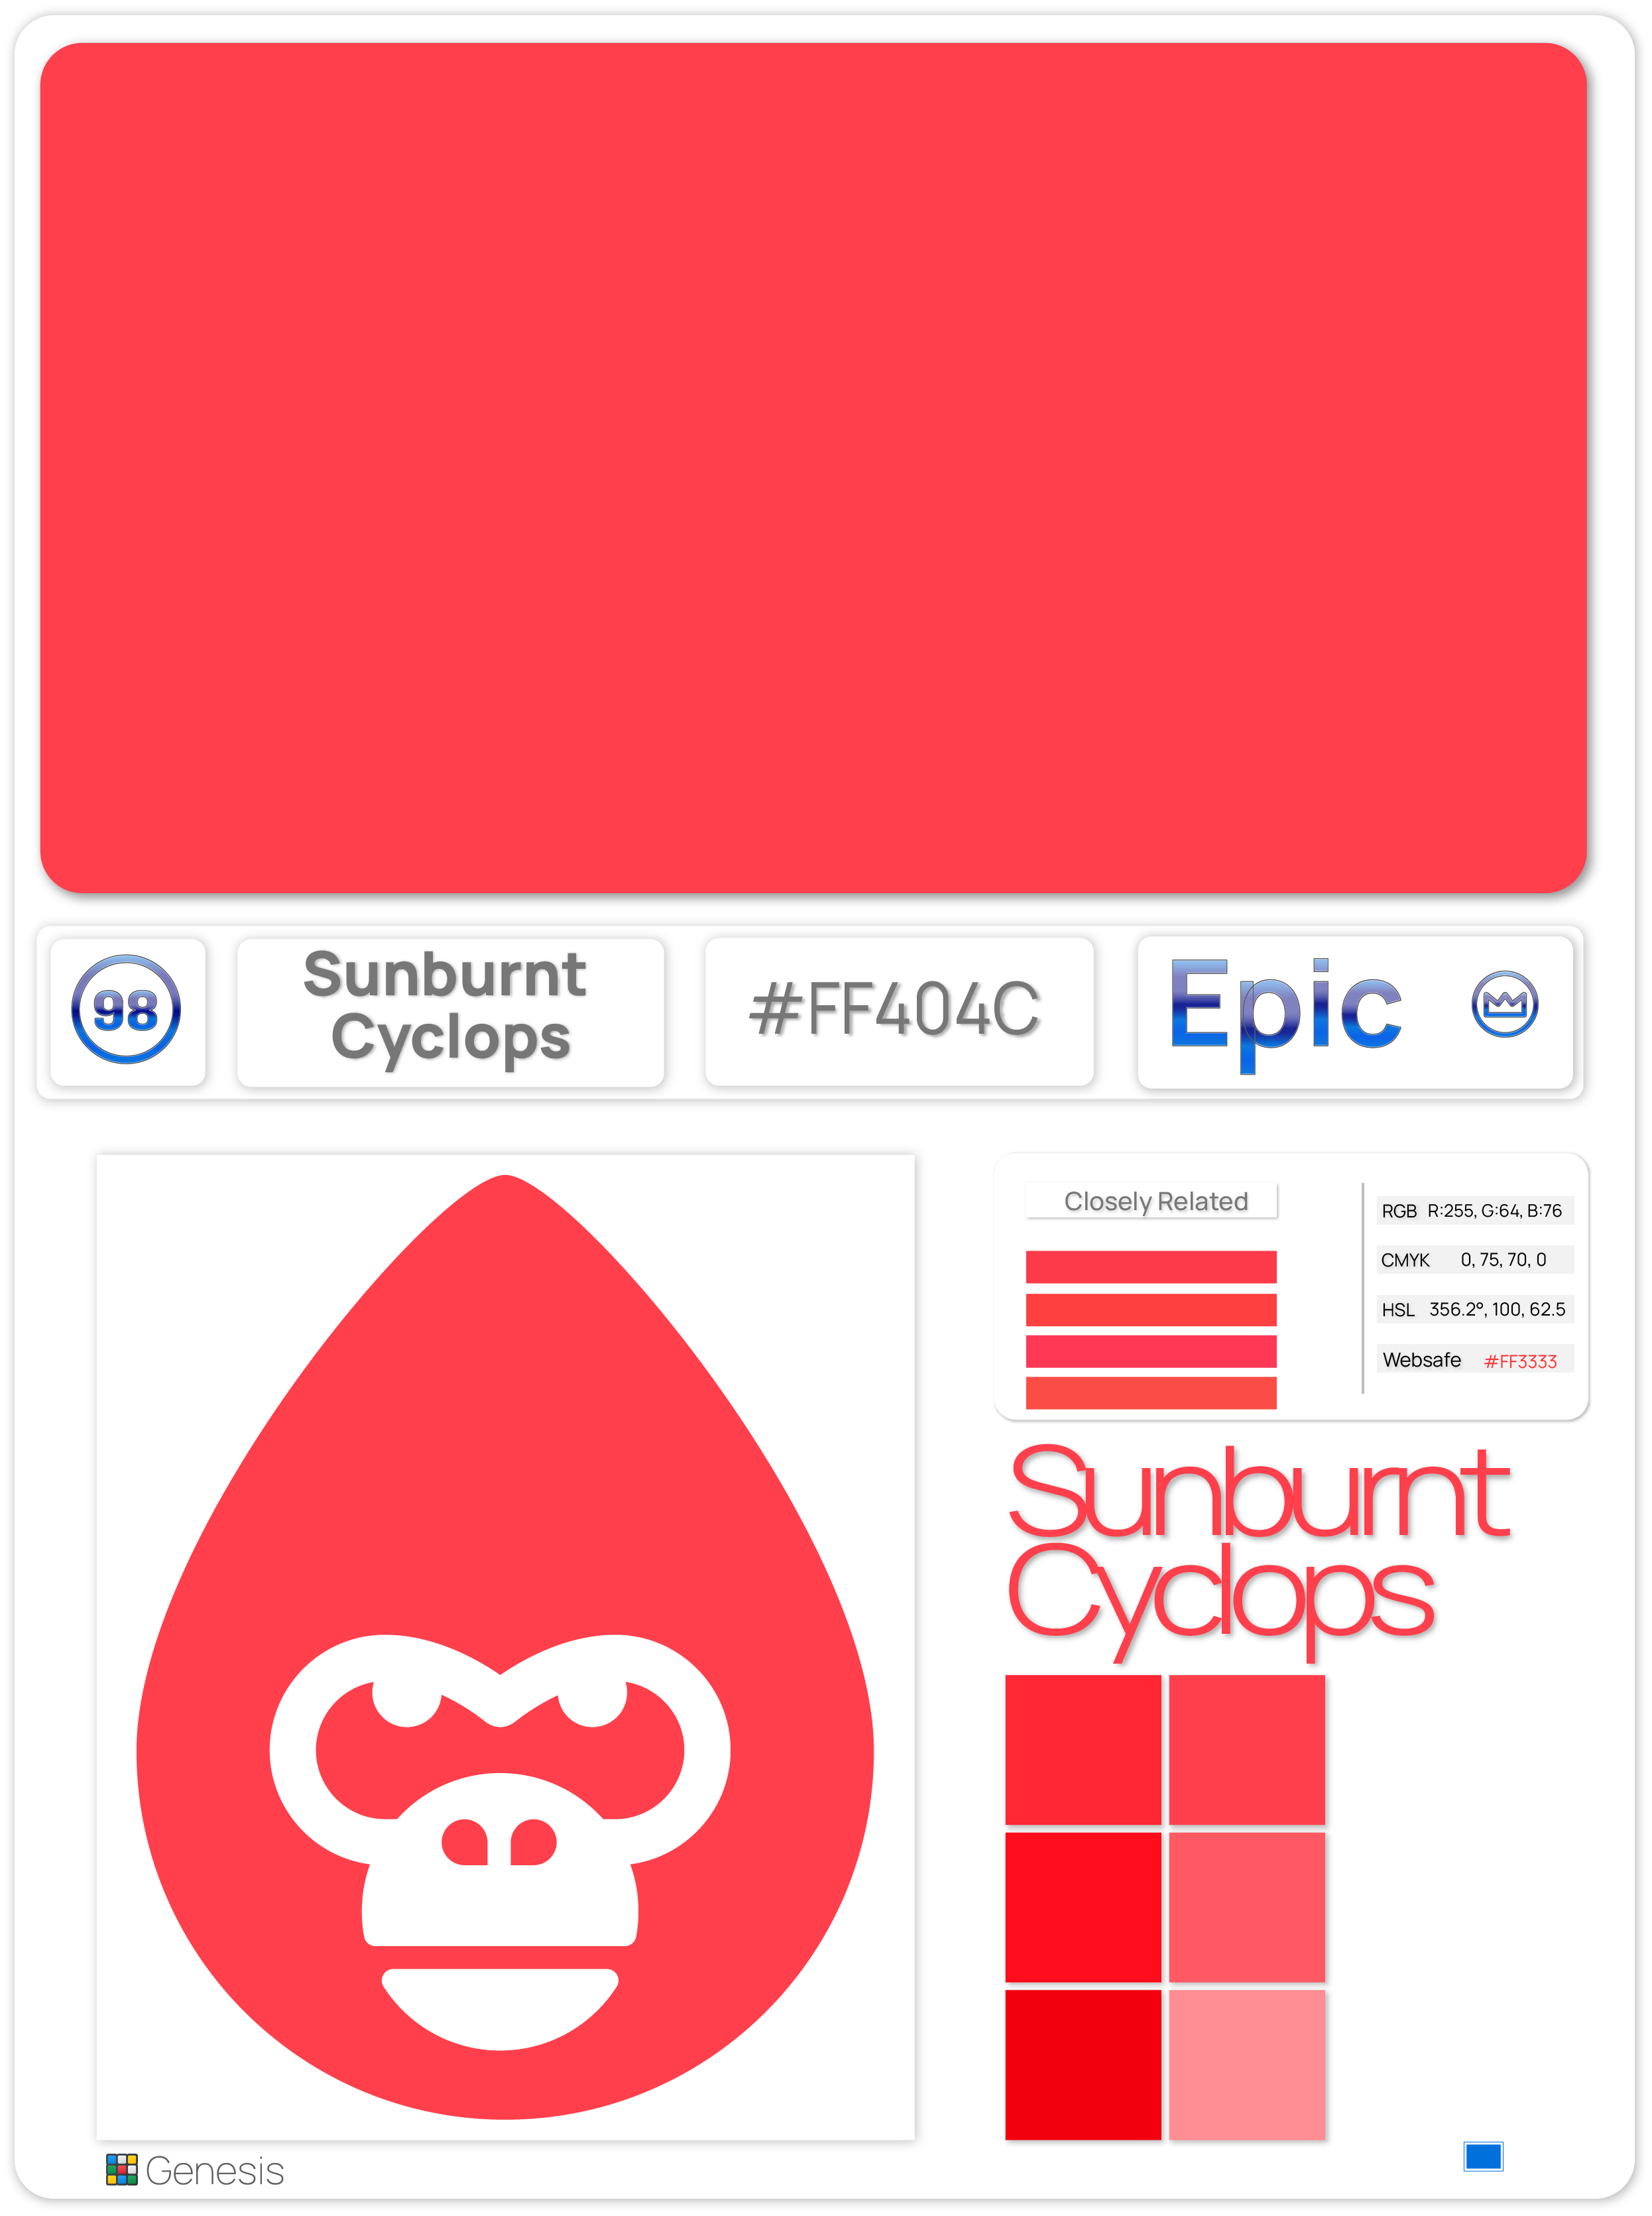 98
Sunburnt
Cyclops
#FF404C
Epic
Closely Related
RGB R:255, G:64, B:76
CMYK 0, 75, 70, 0
HSL 356.2°, 100, 62.5
Websafe #FF3333
Sunburnt
Cyclops
Genesis